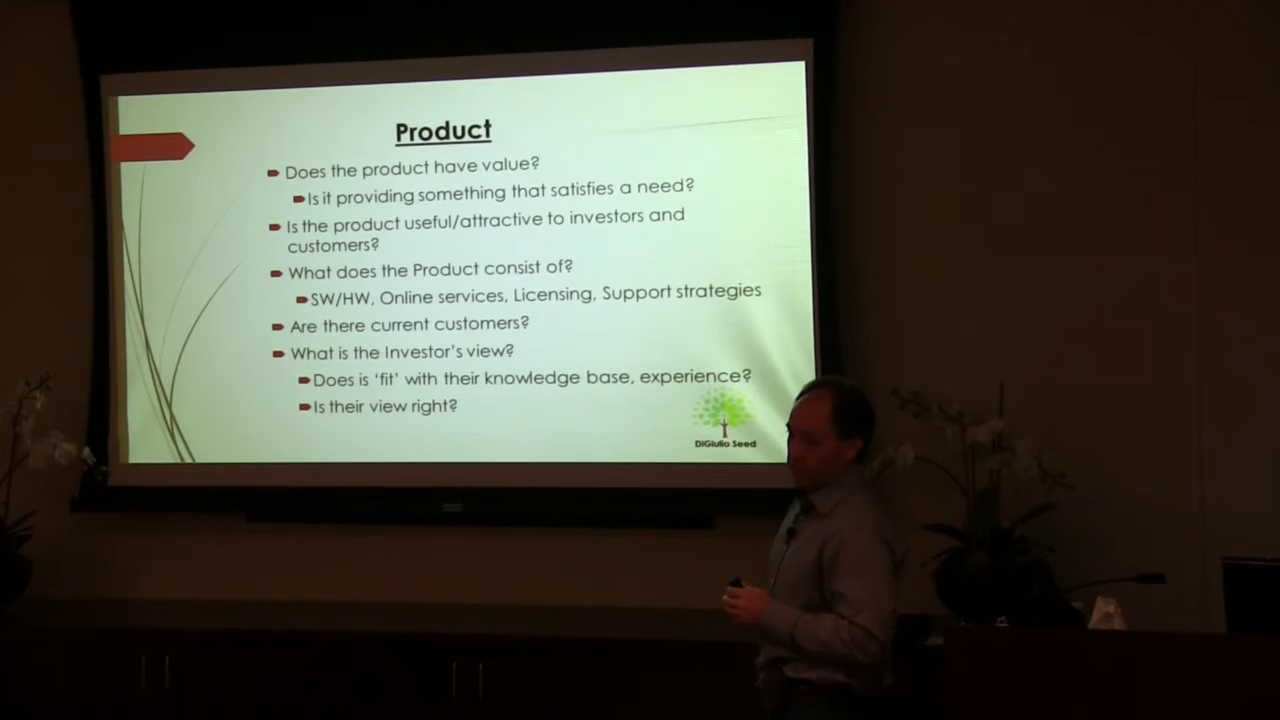 Product
Does the product have value?
Is it providing something that satisfies a need?
Is the product useful/attractive to investors and
customers?
What does the Product consist of?
SW/HW, Online services, Licensing, Support strategies
Are there current customers?
What is the Investor's view?
Does is 'fit' with their knowledge base, experience?
Is their view right?
DiGiulio Seed